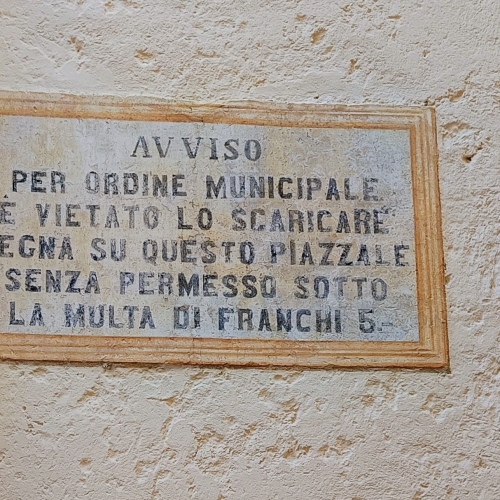 AVVISO
PER ORDINE MUNICIPALE
È VIETATO LO SCARICARE
EGNA SU QUESTO PIAZZALE
SENZA PERMESSO SOTTO
LA MULTA DI FRANCHI 5-